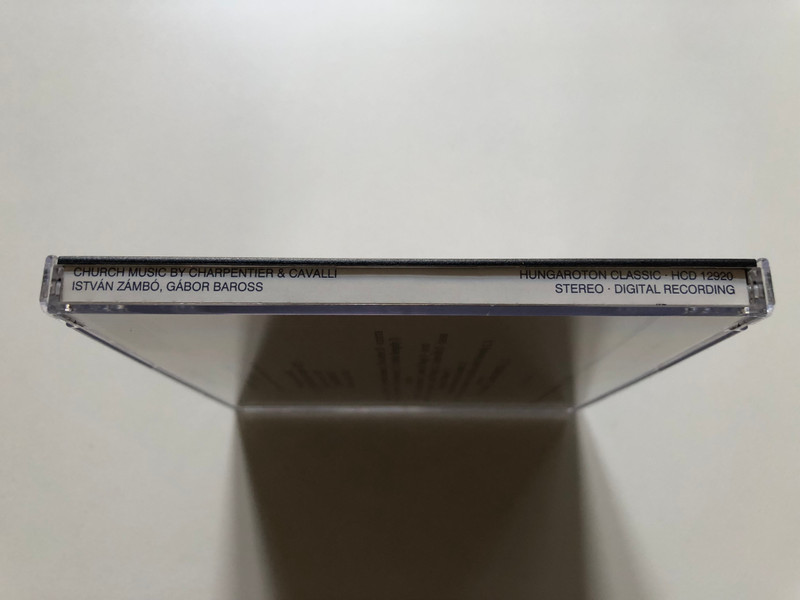 CHURCH MUSIC BY CHARPENTIER & CAVALLI
ISTVÁN ZÁMBÓ, GÁBOR BAROSS
HUNGAROTON CLASSIC · HCD 12920
STEREO · DIGITAL RECORDING